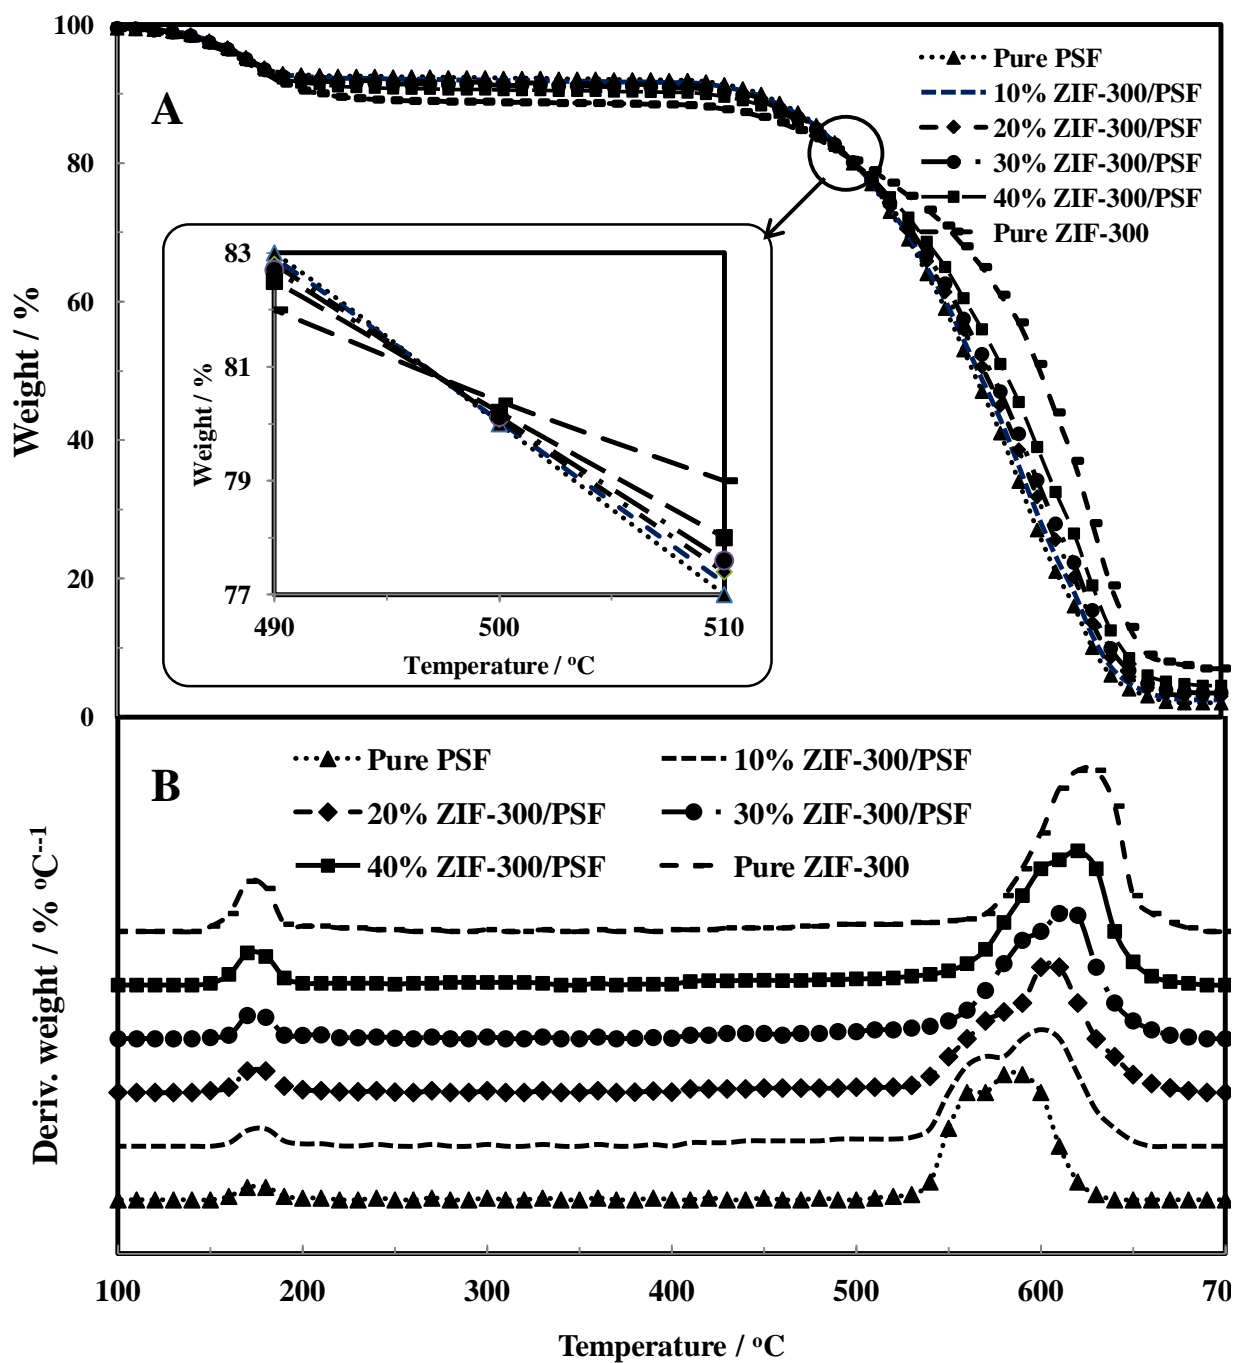 100
80
60
40
20
0
Weight / %
A
Pure PSF
10% ZIF-300/PSF
20% ZIF-300/PSF
30% ZIF-300/PSF
40% ZIF-300/PSF
Pure ZIF-300
83
81
79
77
Weight / %
490 500 510
Temperature / ºC
B
Pure PSF 10% ZIF-300/PSF
20% ZIF-300/PSF 30% ZIF-300/PSF
40% ZIF-300/PSF Pure ZIF-300
Deriv. weight / % ºC--1
100 200 300 400 500 600 70
Temperature / ºC